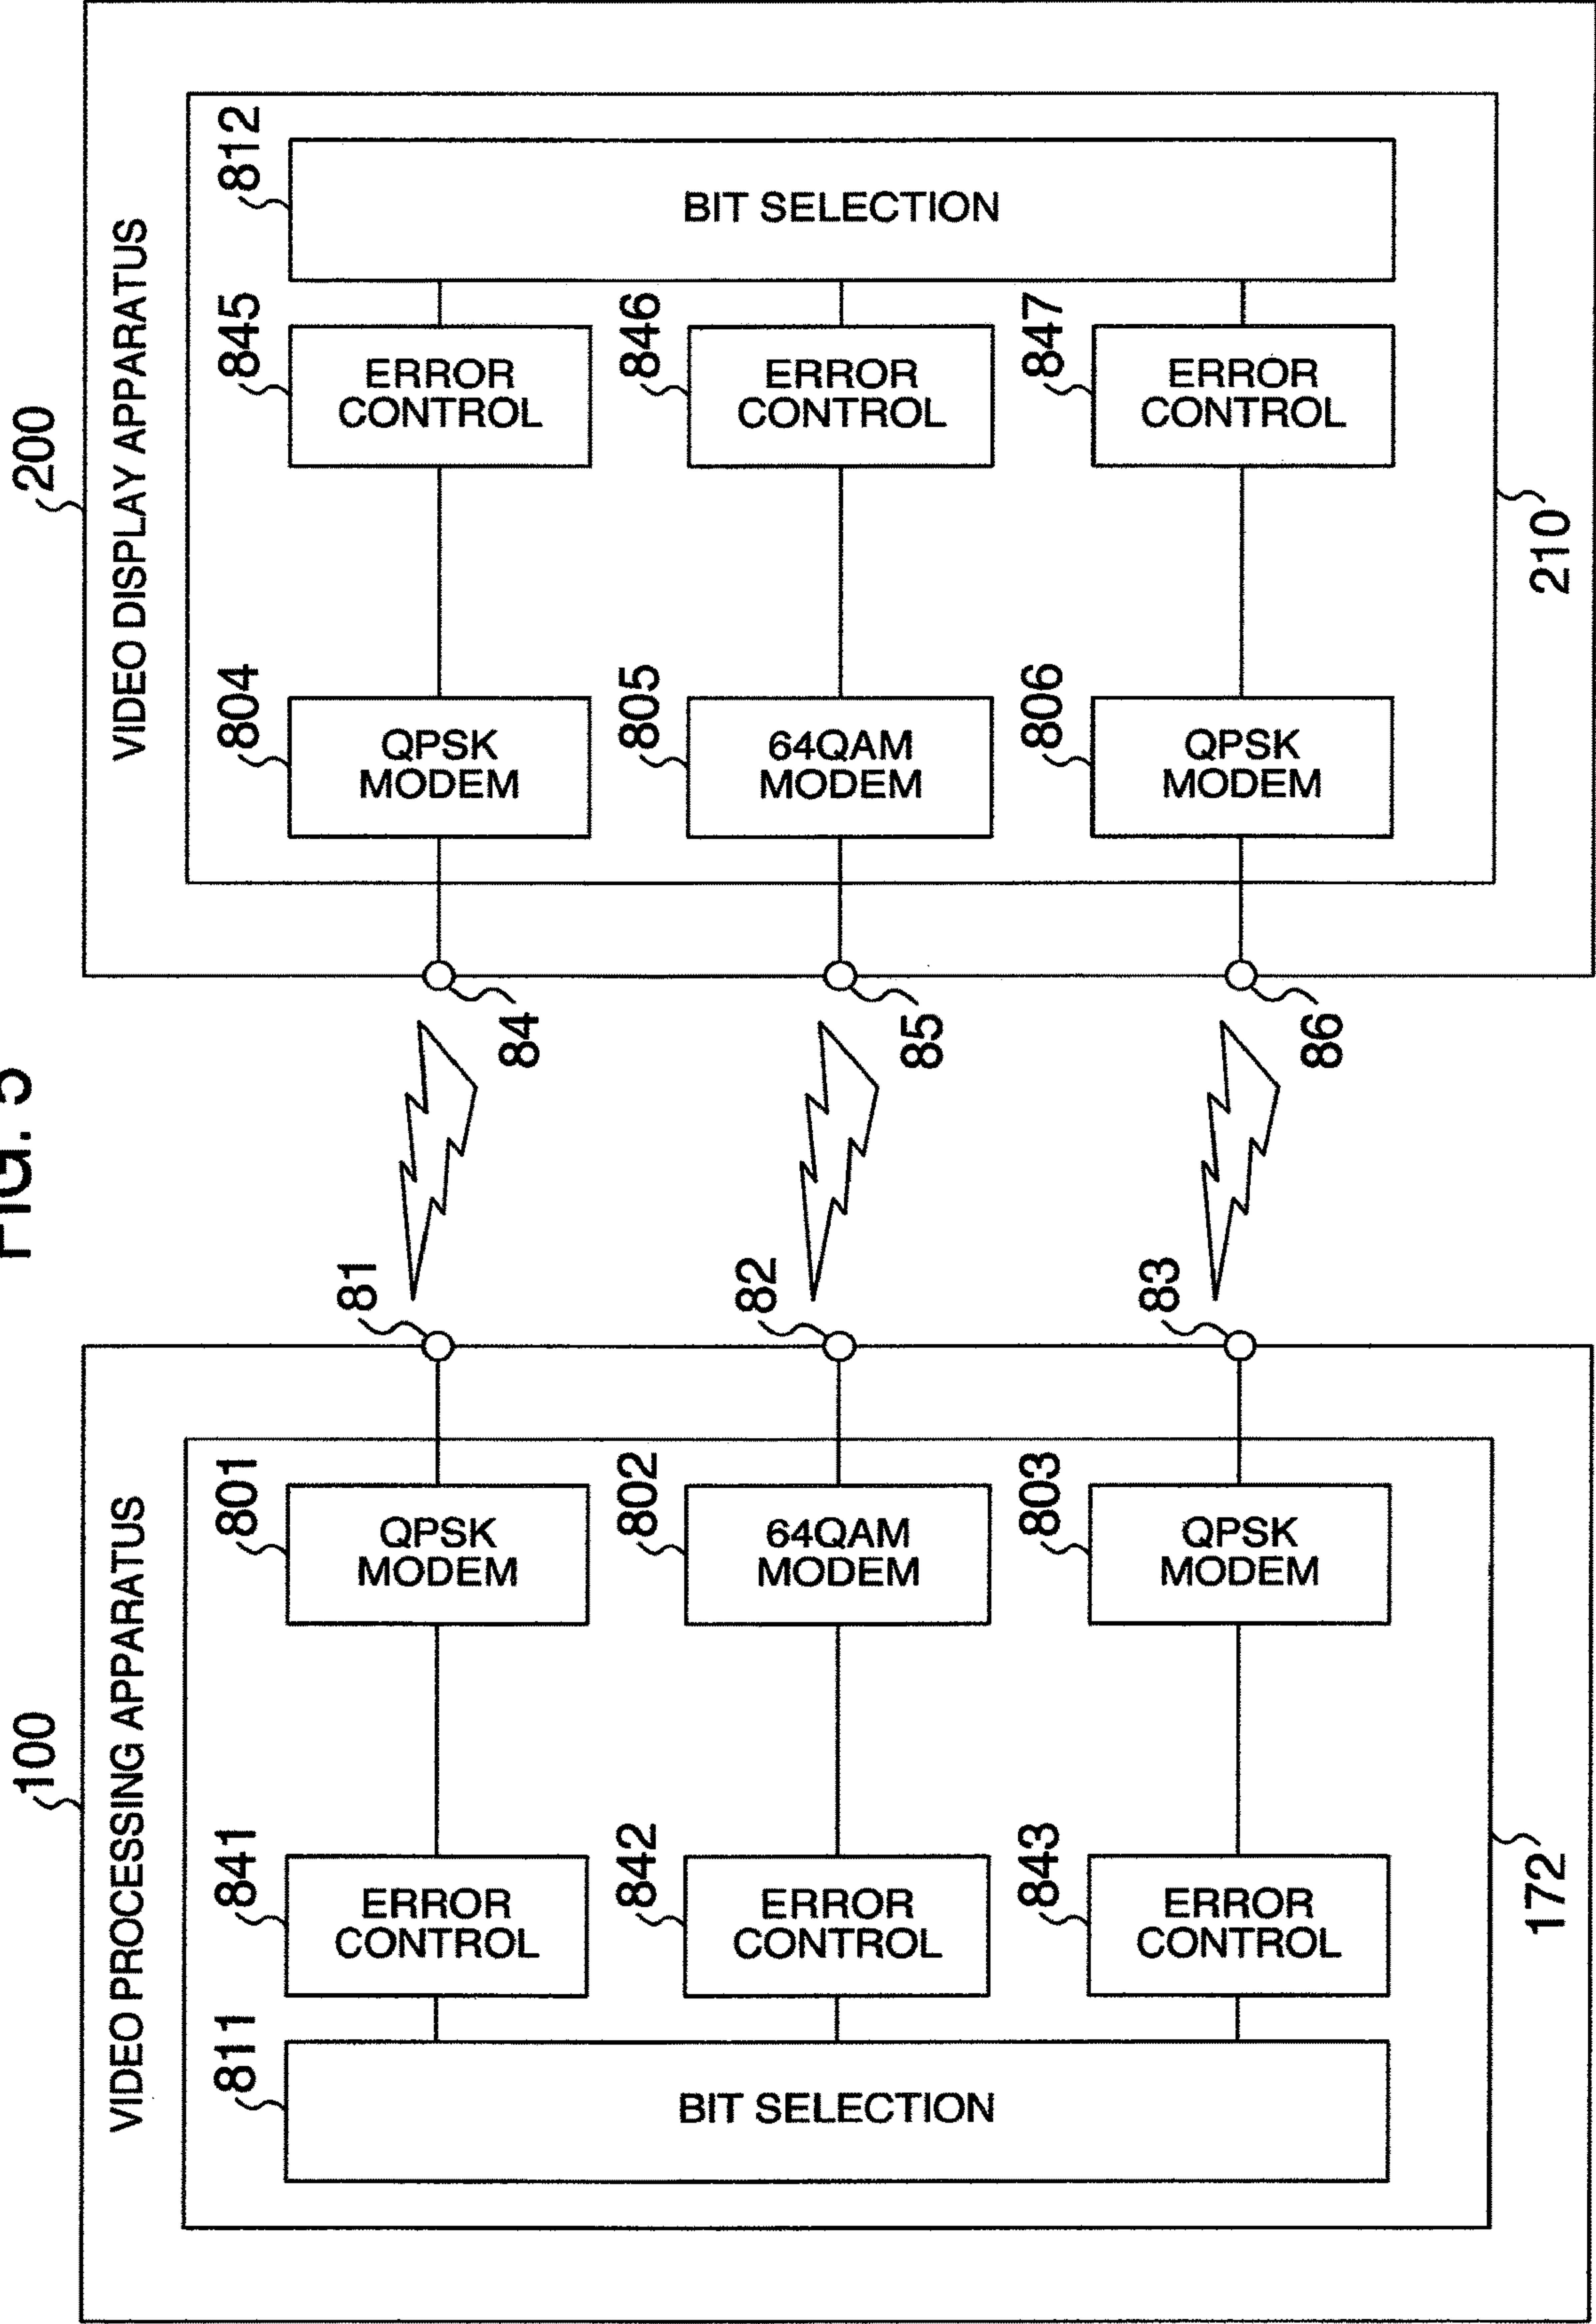 FIG. 5
100
VIDEO PROCESSING APPARATUS
811
BIT SELECTION
841
ERROR
CONTROL
801
QPSK
MODEM
81
842
ERROR
CONTROL
802
64QAM
MODEM
82
843
ERROR
CONTROL
803
QPSK
MODEM
83
172
200
VIDEO DISPLAY APPARATUS
84
804
QPSK
MODEM
845
ERROR
CONTROL
812
BIT SELECTION
85
805
64QAM
MODEM
846
ERROR
CONTROL
86
806
QPSK
MODEM
847
ERROR
CONTROL
210